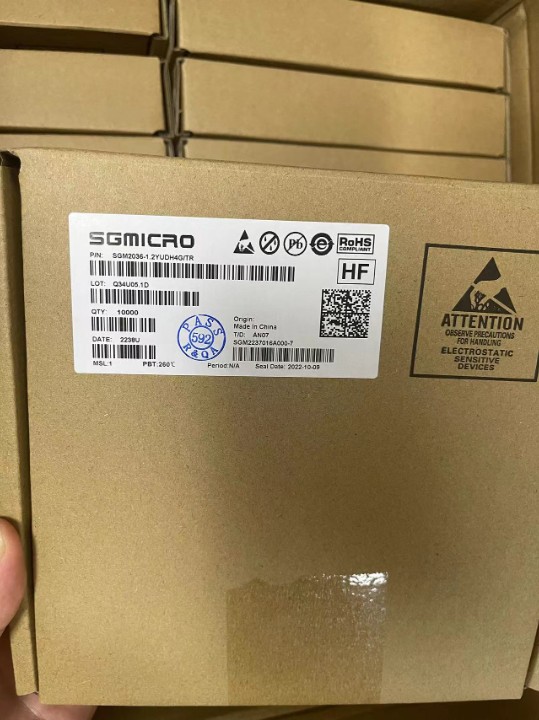 SGMICRO
P/N: SGM2036-1.2YUDH4G/TR
Pb
e
RoHS
COMPLIANT
HF
LOT: Q34U05.1D
QTY: 10000
DATE: 2238U
MSL:1 PBT:260℃
PASS
592
R&QA
Origin:
Made In China
T/D: AN07
SGM2237016A000-7
Period:N/A Seal Date: 2022-10-09
ATTENTION
OBSERVE PRECAUTIONS
FOR HANDLING
ELECTROSTATIC
SENSITIVE
DEVICES